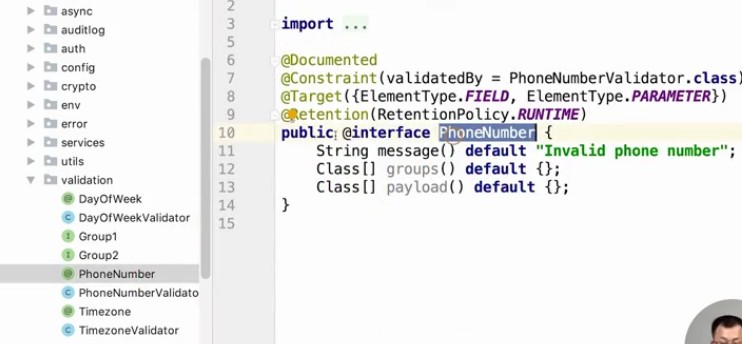 async
auditlog
auth
config
crypto
env
error
services
utils
validation
DayOfWeek
DayOfWeekValidator
Group1
Group2
PhoneNumber
PhoneNumberValidato
Timezone
TimezoneValidator
2
3 import ...
5
6 @Documented
7 @Constraint(validatedBy = PhoneNumberValidator.class)
8 @Target({ElementType.FIELD, ElementType.PARAMETER})
9 @Retention(RetentionPolicy.RUNTIME)
10 public @interface PhoneNumber {
11 String message() default "Invalid phone number";
12 Class[] groups() default {};
13 Class[] payload() default {};
14 }
15